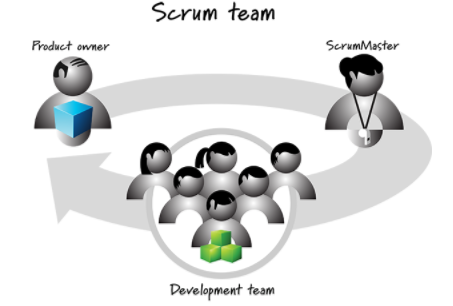 Scrum team
Product owner
ScrumMaster
Development team